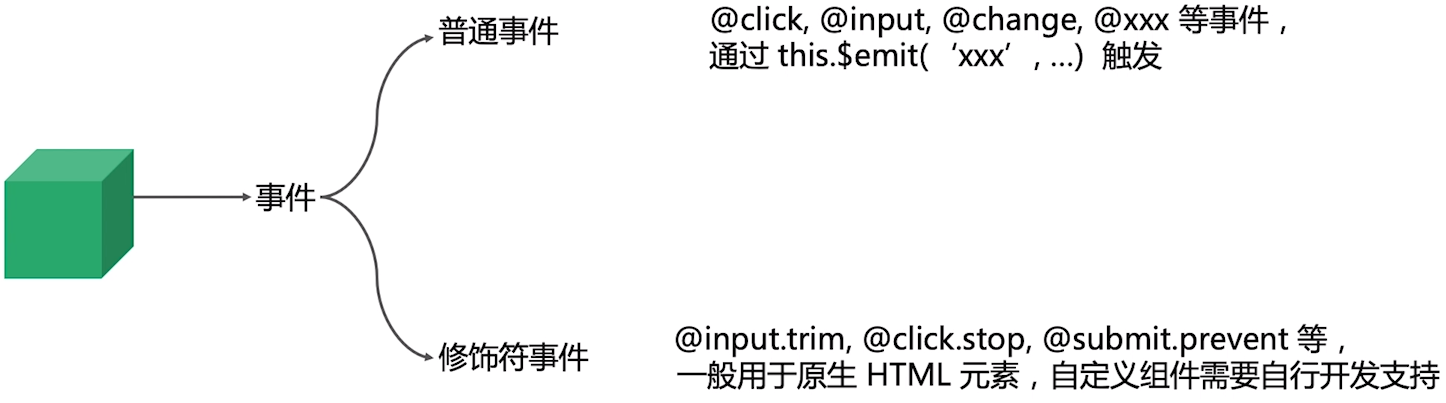 普通事件
@click, @input, @change, @xxx 等事件，
通过 this.$emit(‘xxx’, ...) 触发
事件
修饰符事件
@input.trim, @click.stop, @submit.prevent 等，
一般用于原生 HTML 元素，自定义组件需要自行开发支持